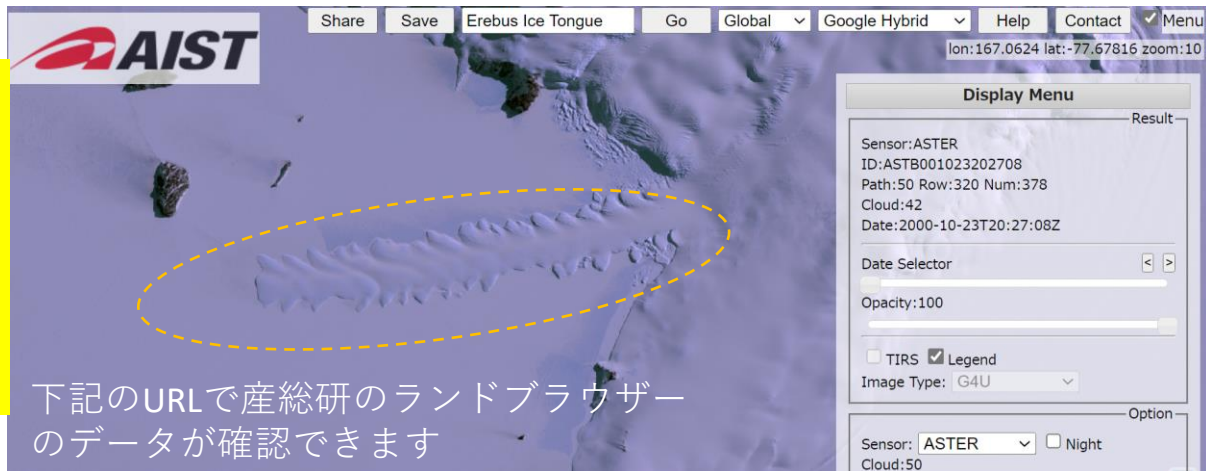 AIST
Share Save Erebus Ice Tongue Go Global Google Hybrid Help Contact Menu
lon:167.0624 lat:-77.67816 zoom:10
Display Menu
Result
Sensor:ASTER
ID:ASTB001023202708
Path:50 Row:320 Num:378
Cloud:42
Date:2000-10-23T20:27:08Z
Date Selector < >
Opacity:100
TIRS Legend
Image Type: G4U
Option
Sensor: ASTER Night
Cloud:50
下記のURLで産総研のランドブラウザー
のデータが確認できます